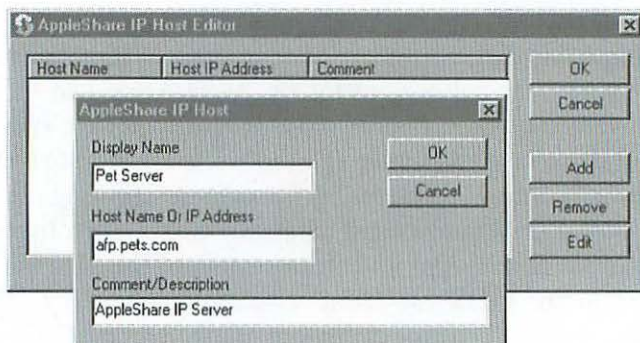 AppleShare IP Host Editor
Host Name Host IP Address Comment
OK
Cancel
Add
Remove
Edit
AppleShare IP Host
Display Name
Pet Server
OK
Cancel
Host Name Or IP Address
afp.pets.com
Comment/Description
AppleShare IP Server